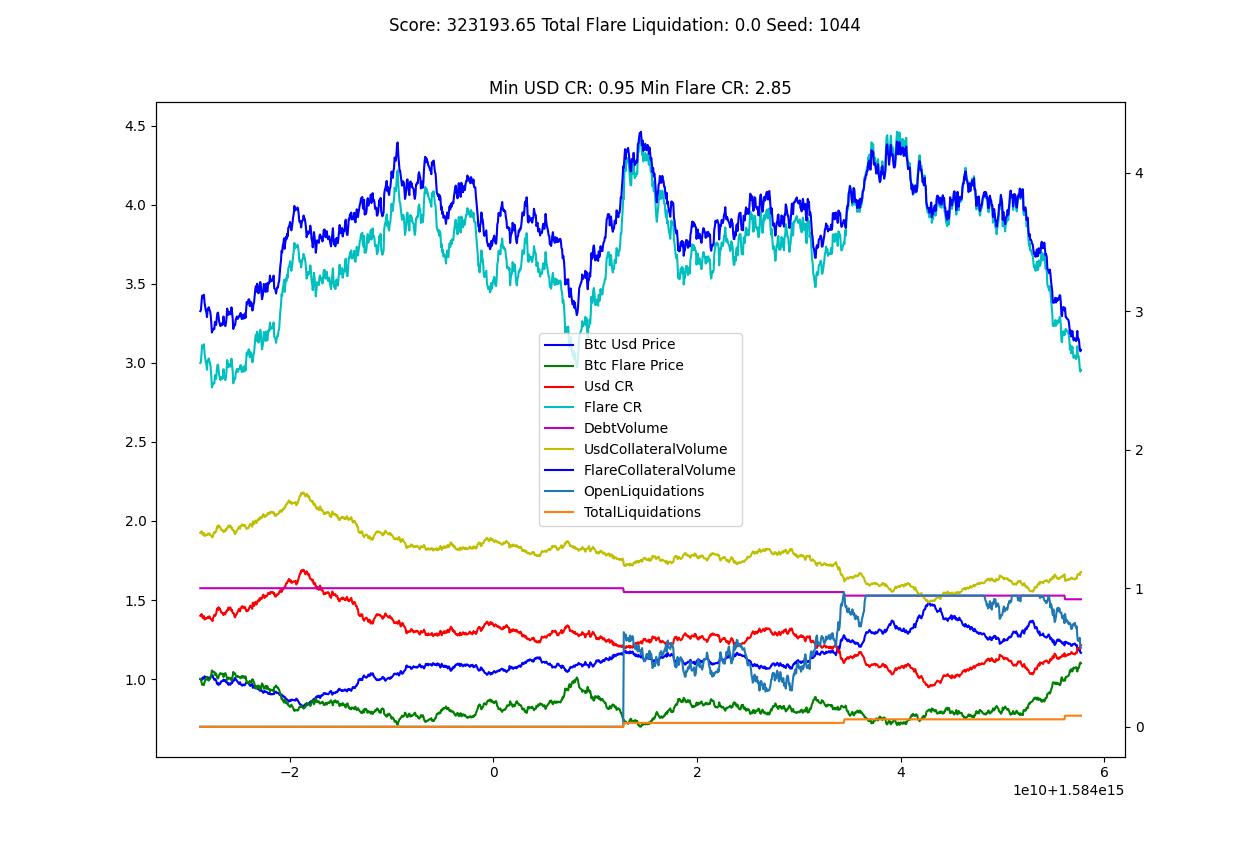 Score: 323193.65 Total Flare Liquidation: 0.0 Seed: 1044
Min USD CR: 0.95 Min Flare CR: 2.85
4.5
4.0
3.5
3.0
2.5
2.0
1.5
1.0
4
3
2
1
0
Btc Usd Price
Btc Flare Price
Usd CR
Flare CR
DebtVolume
UsdCollateralVolume
FlareCollateralVolume
OpenLiquidations
TotalLiquidations
−2 0 2 4 6
1e10+1.584e15